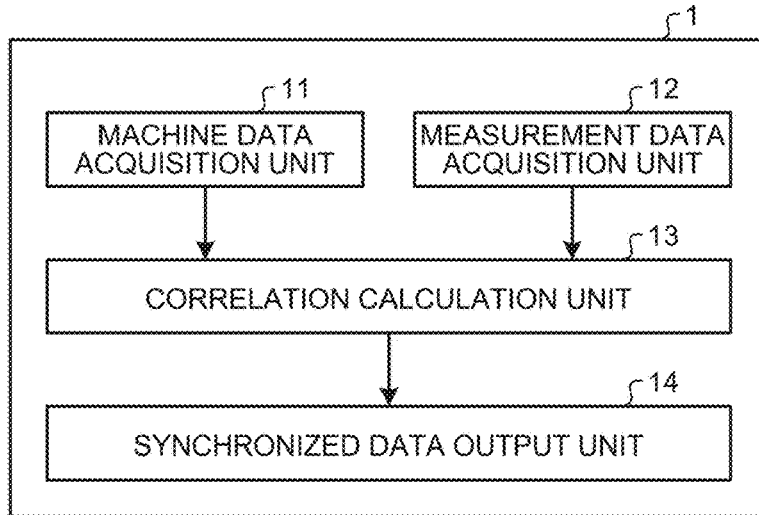 1
11
MACHINE DATA
ACQUISITION UNIT
12
MEASUREMENT DATA
ACQUISITION UNIT
13
CORRELATION CALCULATION UNIT
14
SYNCHRONIZED DATA OUTPUT UNIT